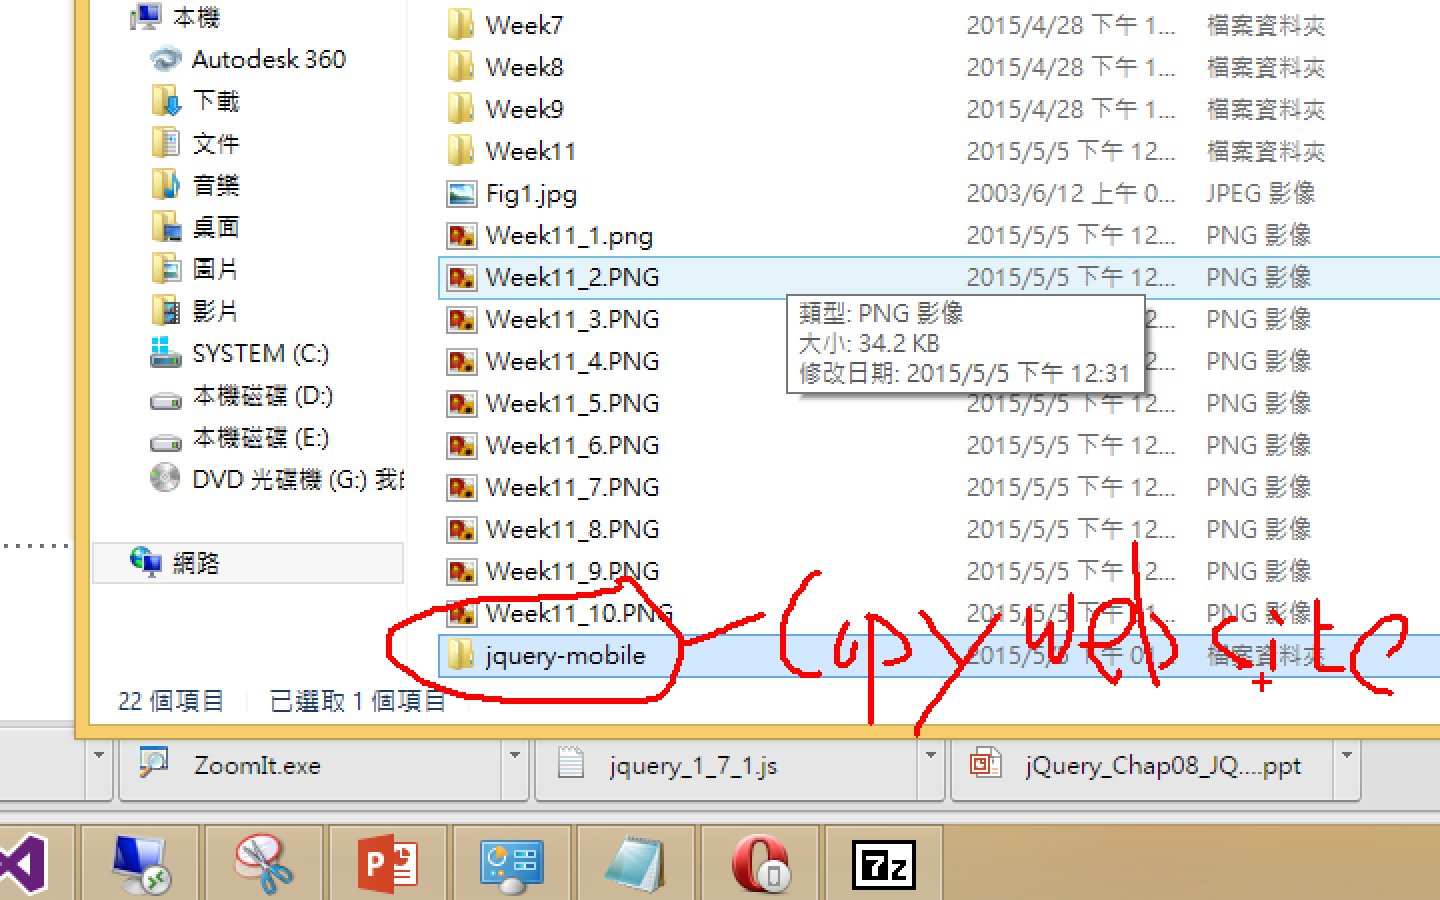 本機
Autodesk 360
下載
文件
音樂
桌面
圖片
影片
SYSTEM (C:)
本機磁碟 (D:)
本機磁碟 (E:)
DVD 光碟機 (G:) 我的
網路
Week7 2015/4/28 下午 1... 檔案資料夾
Week8 2015/4/28 下午 1... 檔案資料夾
Week9 2015/4/28 下午 1... 檔案資料夾
Week11 2015/5/5 下午 12... 檔案資料夾
Fig1.jpg 2003/6/12 上午 0... JPEG 影像
Week11_1.png 2015/5/5 下午 12... PNG 影像
Week11_2.PNG 2015/5/5 下午 12... PNG 影像
類型: PNG 影像
大小: 34.2 KB
修改日期: 2015/5/5 下午 12:31
Week11_3.PNG 2... PNG 影像
Week11_4.PNG 2... PNG 影像
Week11_5.PNG 2015/5/5 下午 12... PNG 影像
Week11_6.PNG 2015/5/5 下午 12... PNG 影像
Week11_7.PNG 2015/5/5 下午 12... PNG 影像
Week11_8.PNG 2015/5/5 下午 12... PNG 影像
Week11_9.PNG 2015/5/5 下午 12... PNG 影像
Week11_10.PNG 2015/5/5 下午 1... PNG 影像
jquery-mobile 2015/5/5 下午 0... 檔案資料夾
Copy web site
22 個項目 已選取 1 個項目
ZoomIt.exe
jquery_1_7_1.js
jQuery_Chap08_JQ....ppt
P
7z